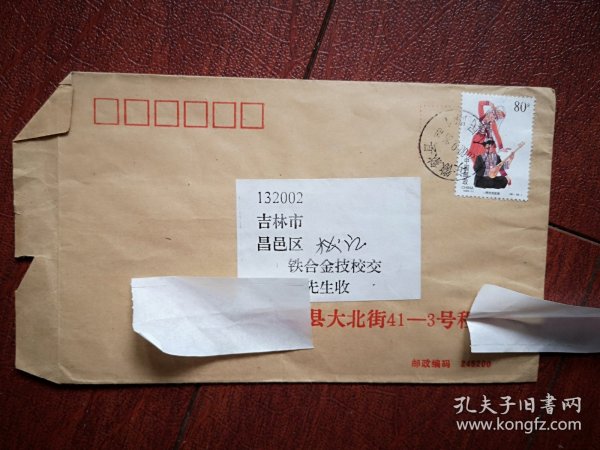 80分
132002
吉林市
昌邑区
铁合金技校交
先生收
县大北街41—3号程
邮政编码 245200
孔夫子旧书网
www.kongfz.com